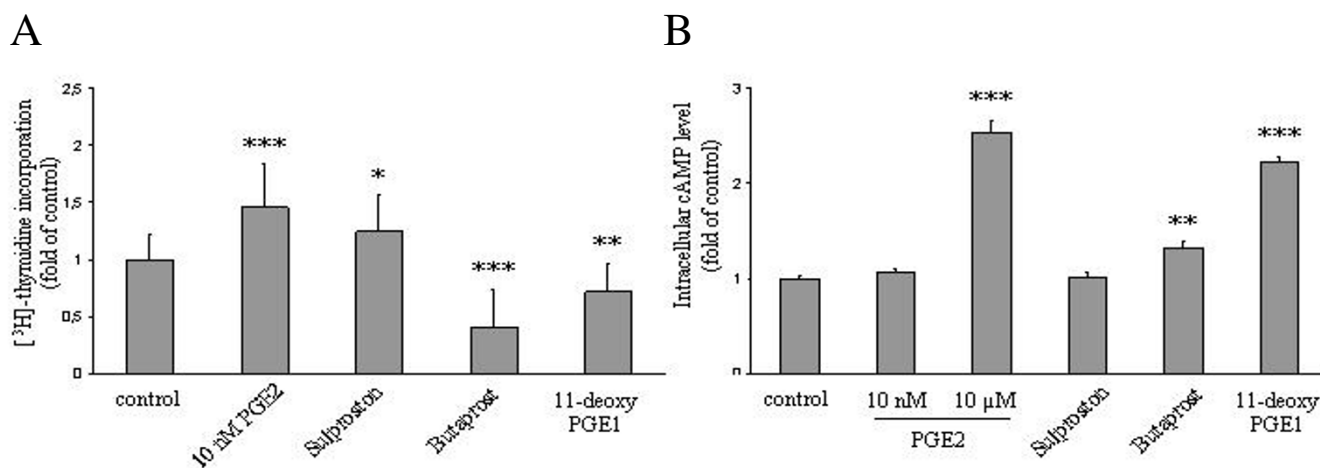 A
[³H]-thymidine incorporation
(fold of control)
2,5
2
1,5
1
0,5
0
***
*
***
**
control
10 nM PGE2
Sulproston
Butaprost
11-deoxy
PGE1
B
Intracellular cAMP level
(fold of control)
3
2
1
0
***
**
***
control
10 nM
10 µM
PGE2
Sulproston
Butaprost
11-deoxy
PGE1